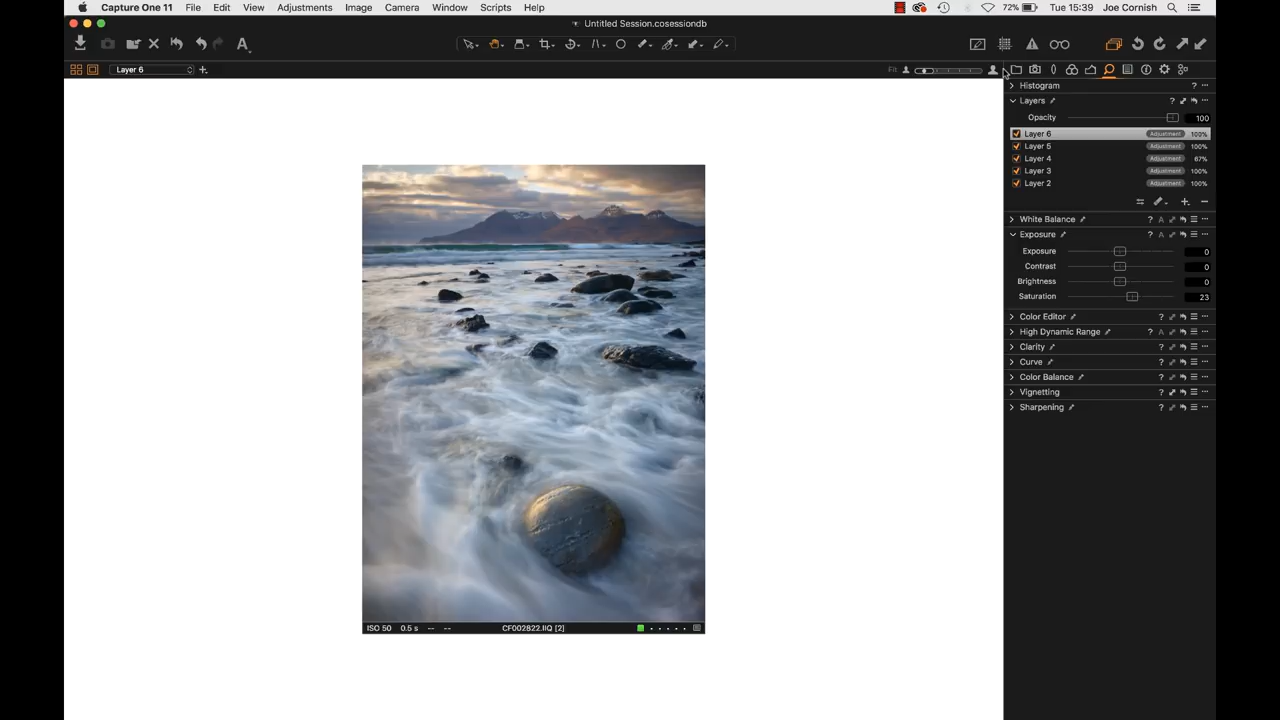 Capture One 11 File Edit View Adjustments Image Camera Window Scripts Help 72% Tue 15:39 Joe Cornish
Untitled Session.cosessiondb
A
Layer 6 Fit
Histogram ?
Layers ?
Opacity 100
Layer 6 Adjustment 100%
Layer 5 Adjustment 100%
Layer 4 Adjustment 67%
Layer 3 Adjustment 100%
Layer 2 Adjustment 100%
White Balance ? A
Exposure ? A
Exposure 0
Contrast 0
Brightness 0
Saturation 23
Color Editor ?
High Dynamic Range ? A
Clarity ?
Curve ?
Color Balance ?
Vignetting ?
Sharpening ?
ISO 50 0.5 s -- -- CF002822.IIQ [2]